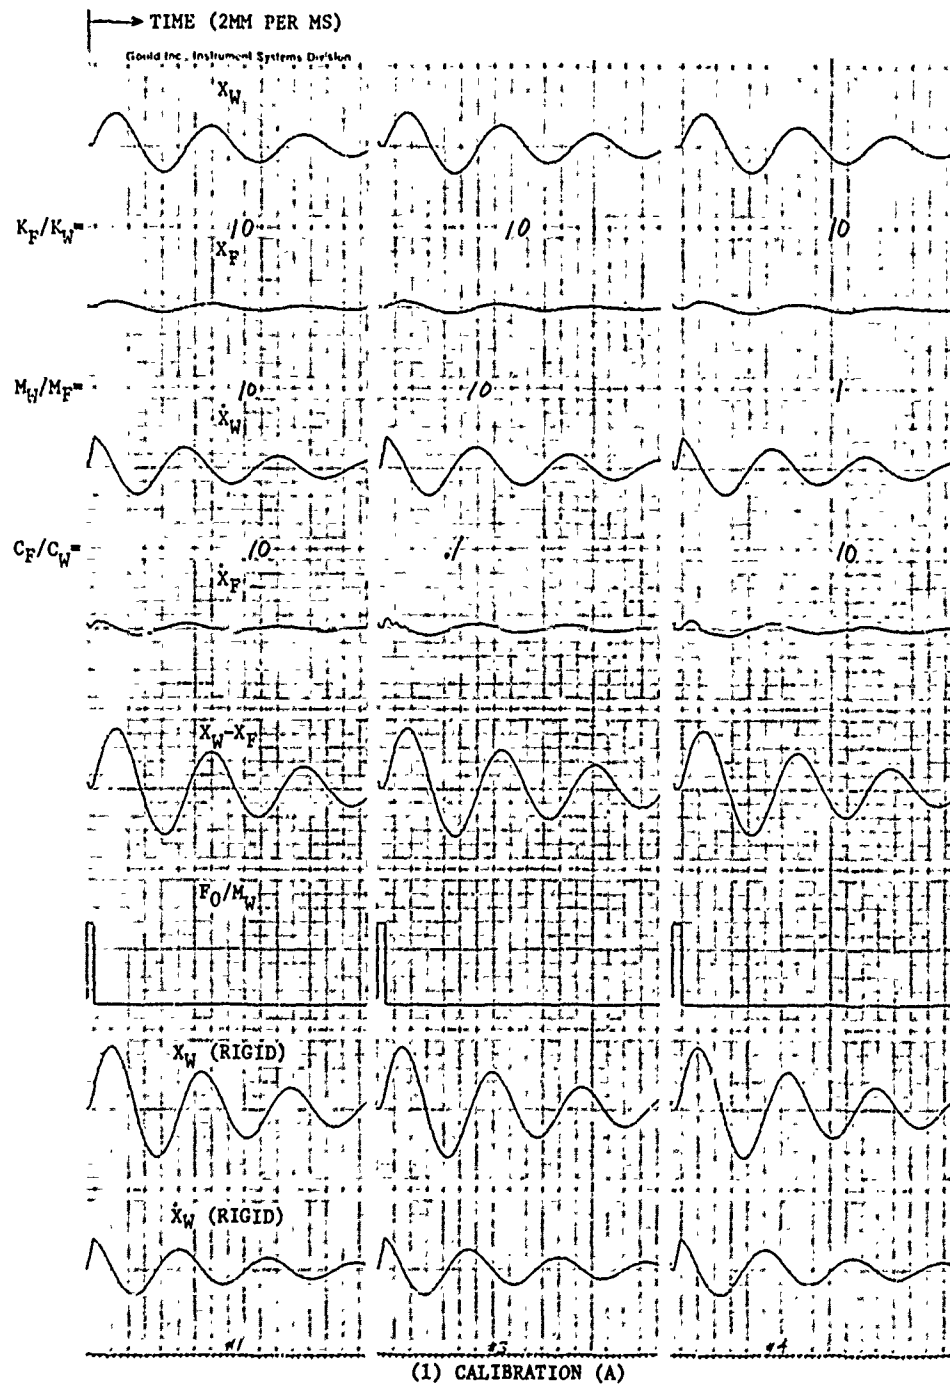 TIME (2MM PER MS)
Gould Inc., Instrument Systems Division
X_W
K_F/K_W= 10 10 10
X_F
M_W/M_F= 10 10 1
Ẋ_W
C_F/C_W= 10 .1 10
Ẋ_F
X_W-X_F
F_O/M_W
X_W (RIGID)
Ẋ_W (RIGID)
#1 #3 #4
(1) CALIBRATION (A)